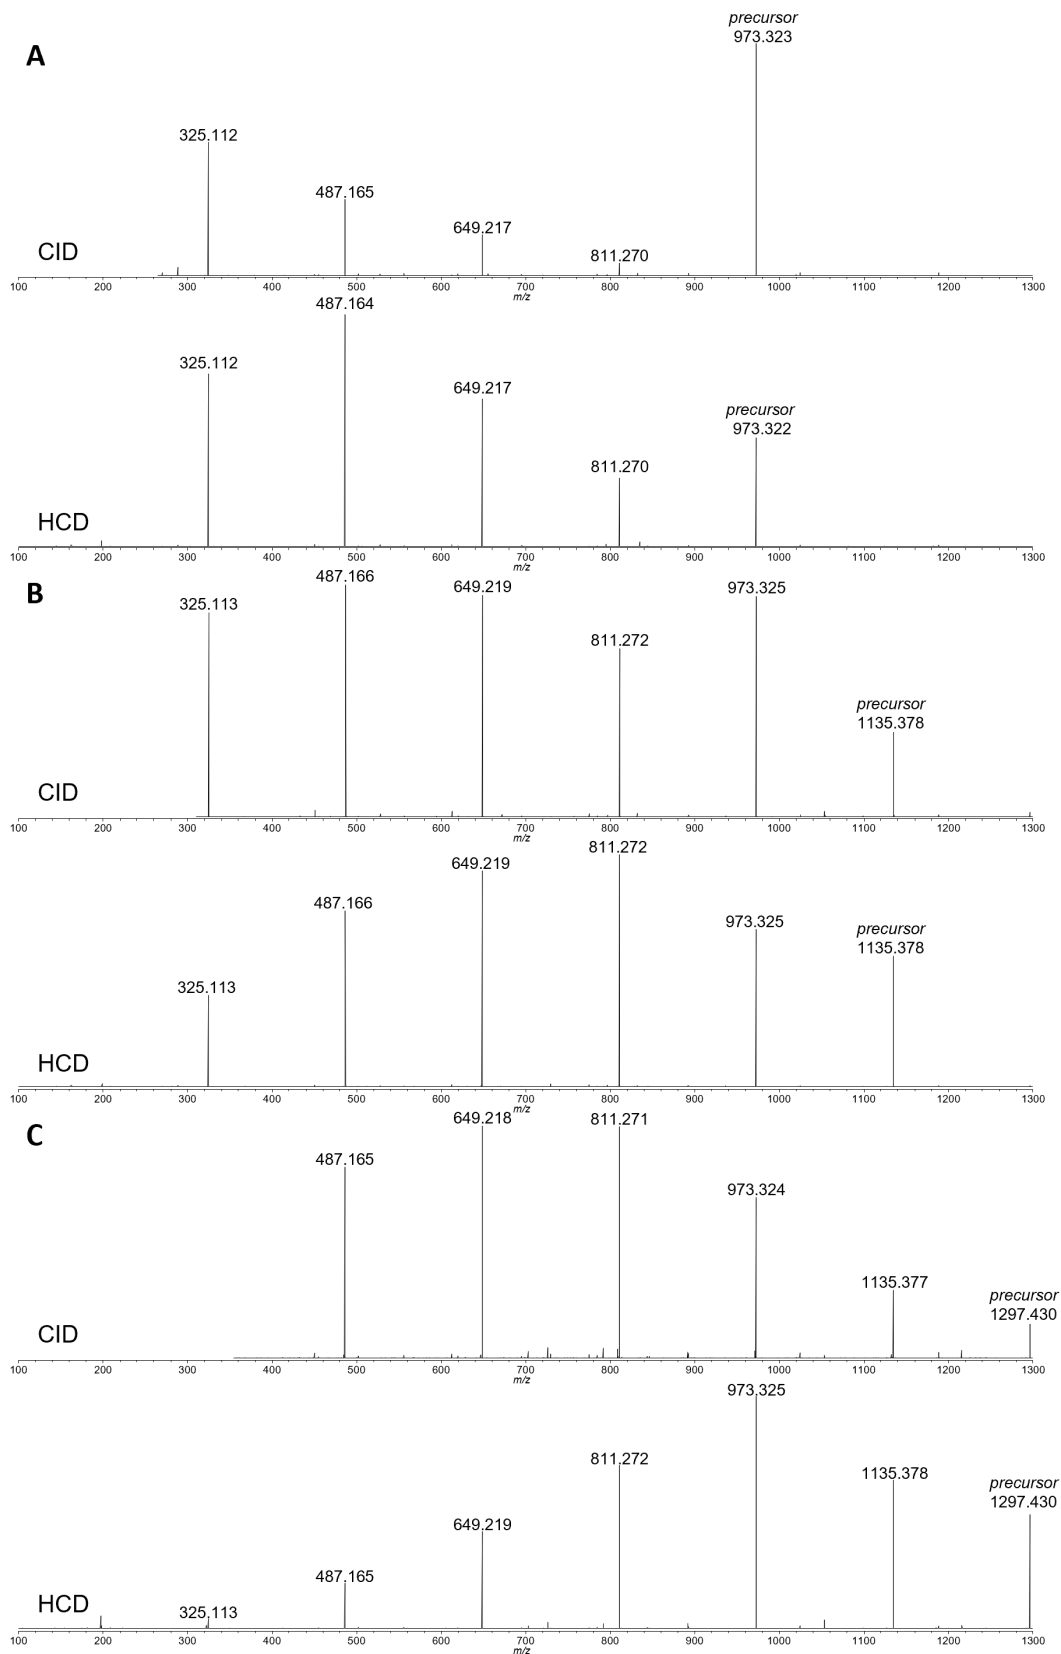 A
precursor
973.323
325.112
487.165
649.217
811.270
CID
100 200 300 400 500 600 700 800 900 1000 1100 1200 1300
m/z
487.164
325.112
649.217
precursor
973.322
811.270
HCD
100 200 300 400 500 600 700 800 900 1000 1100 1200 1300
m/z
B
487.166
649.219
973.325
325.113
811.272
precursor
1135.378
CID
100 200 300 400 500 600 700 800 900 1000 1100 1200 1300
m/z
811.272
649.219
487.166
973.325
precursor
1135.378
325.113
HCD
100 200 300 400 500 600 700 800 900 1000 1100 1200 1300
m/z
C
649.218
811.271
487.165
973.324
1135.377
precursor
1297.430
CID
100 200 300 400 500 600 700 800 900 1000 1100 1200 1300
m/z
973.325
811.272
1135.378
precursor
1297.430
649.219
487.165
325.113
HCD
100 200 300 400 500 600 700 800 900 1000 1100 1200 1300
m/z